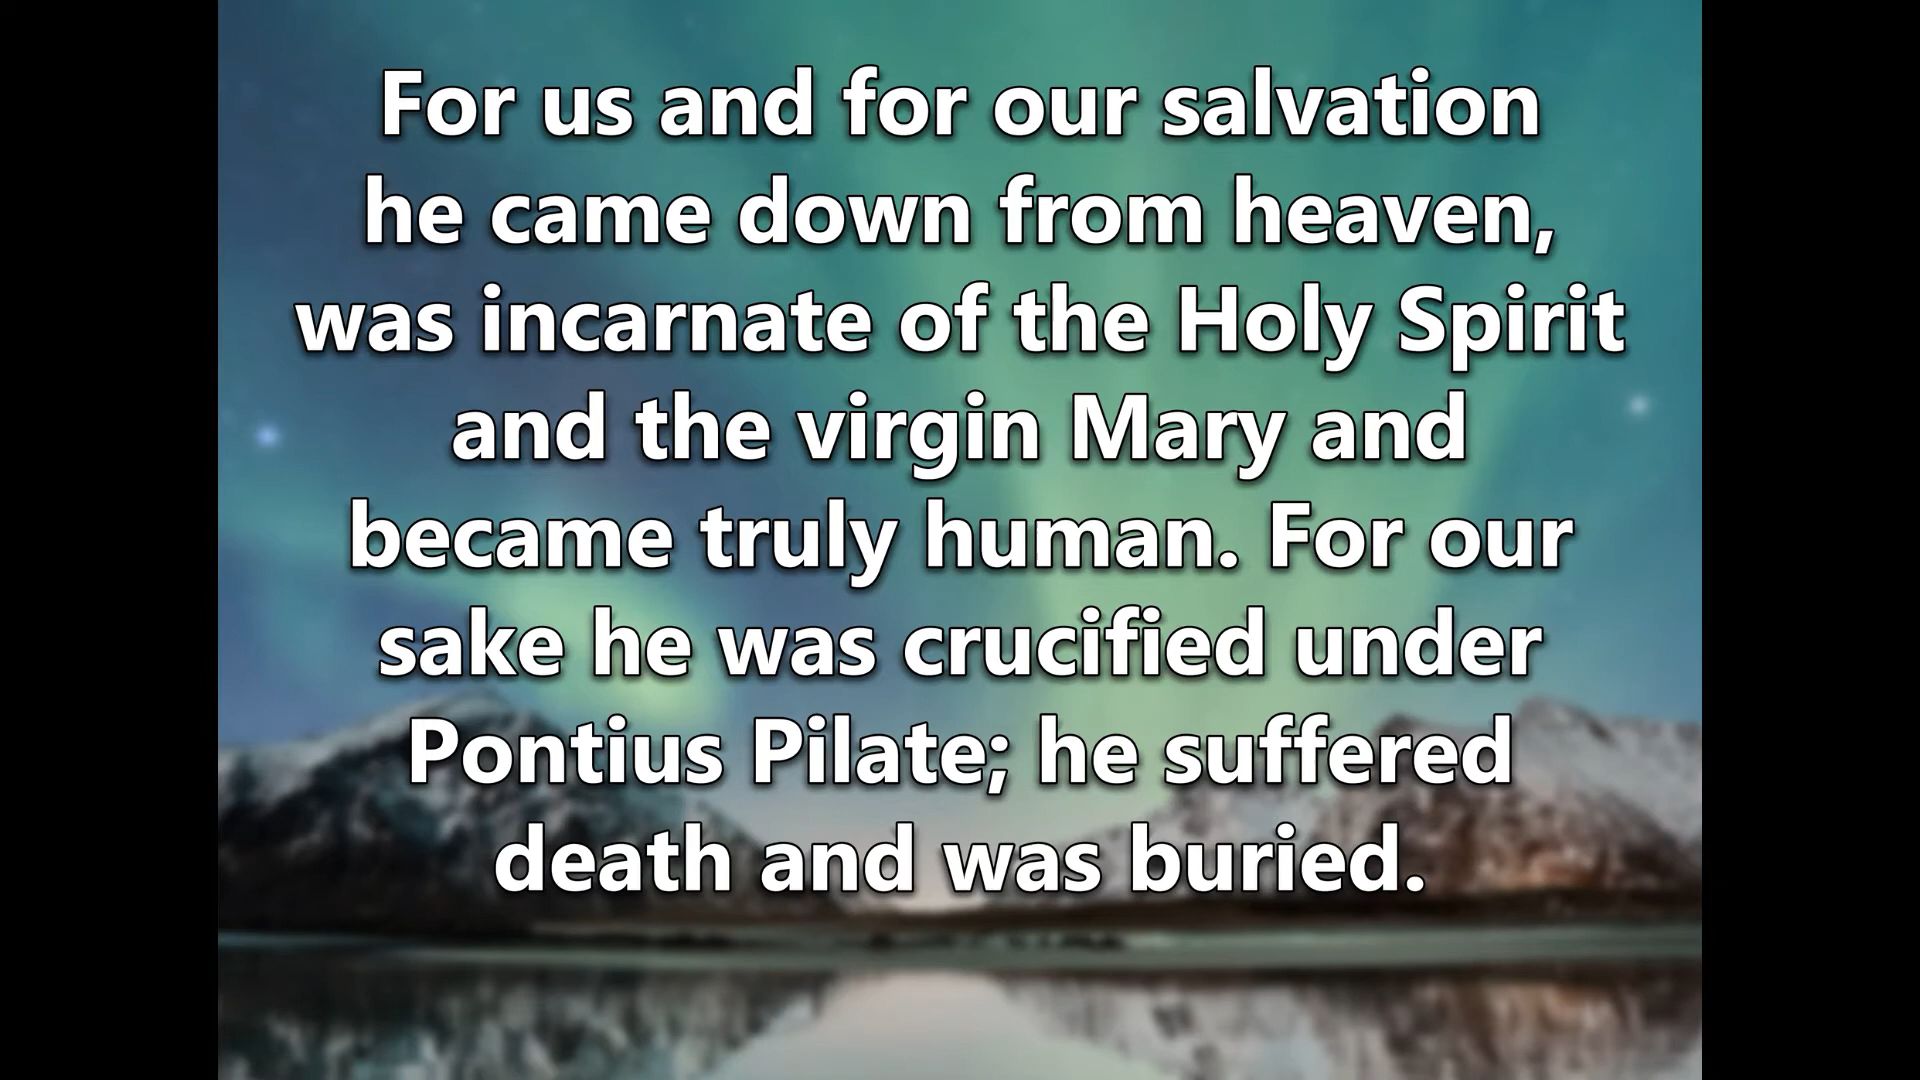 For us and for our salvation
he came down from heaven,
was incarnate of the Holy Spirit
and the virgin Mary and
became truly human. For our
sake he was crucified under
Pontius Pilate; he suffered
death and was buried.